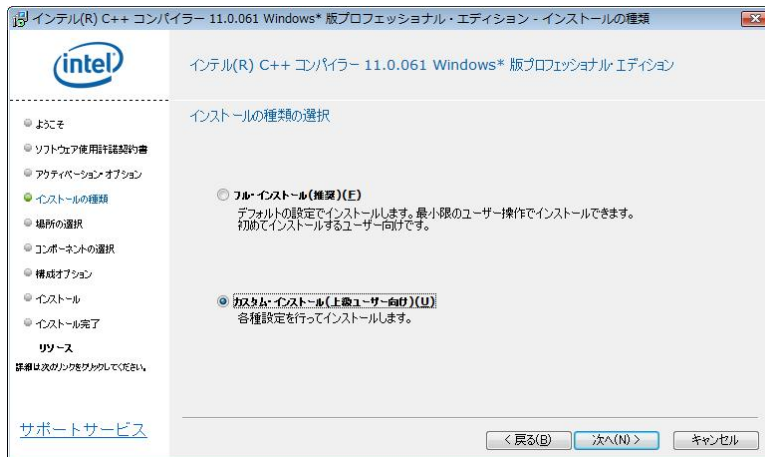 インテル(R) C++ コンパイラー 11.0.061 Windows* 版プロフェッショナル・エディション - インストールの種類
intel
インテル(R) C++ コンパイラー 11.0.061 Windows* 版プロフェッショナル・エディション
ようこそ
ソフトウェア使用許諾契約書
アクティベーション・オプション
インストールの種類
場所の選択
コンポーネントの選択
構成オプション
インストール
インストール完了
リソース
詳細は次のリンクをクリックしてください。
サポートサービス
インストールの種類の選択
フル・インストール(推奨)(F)
デフォルトの設定でインストールします。最小限のユーザー操作でインストールできます。
初めてインストールするユーザー向けです。
カスタム・インストール(上級ユーザー向け)(U)
各種設定を行ってインストールします。
< 戻る(B)
次へ(N) >
キャンセル